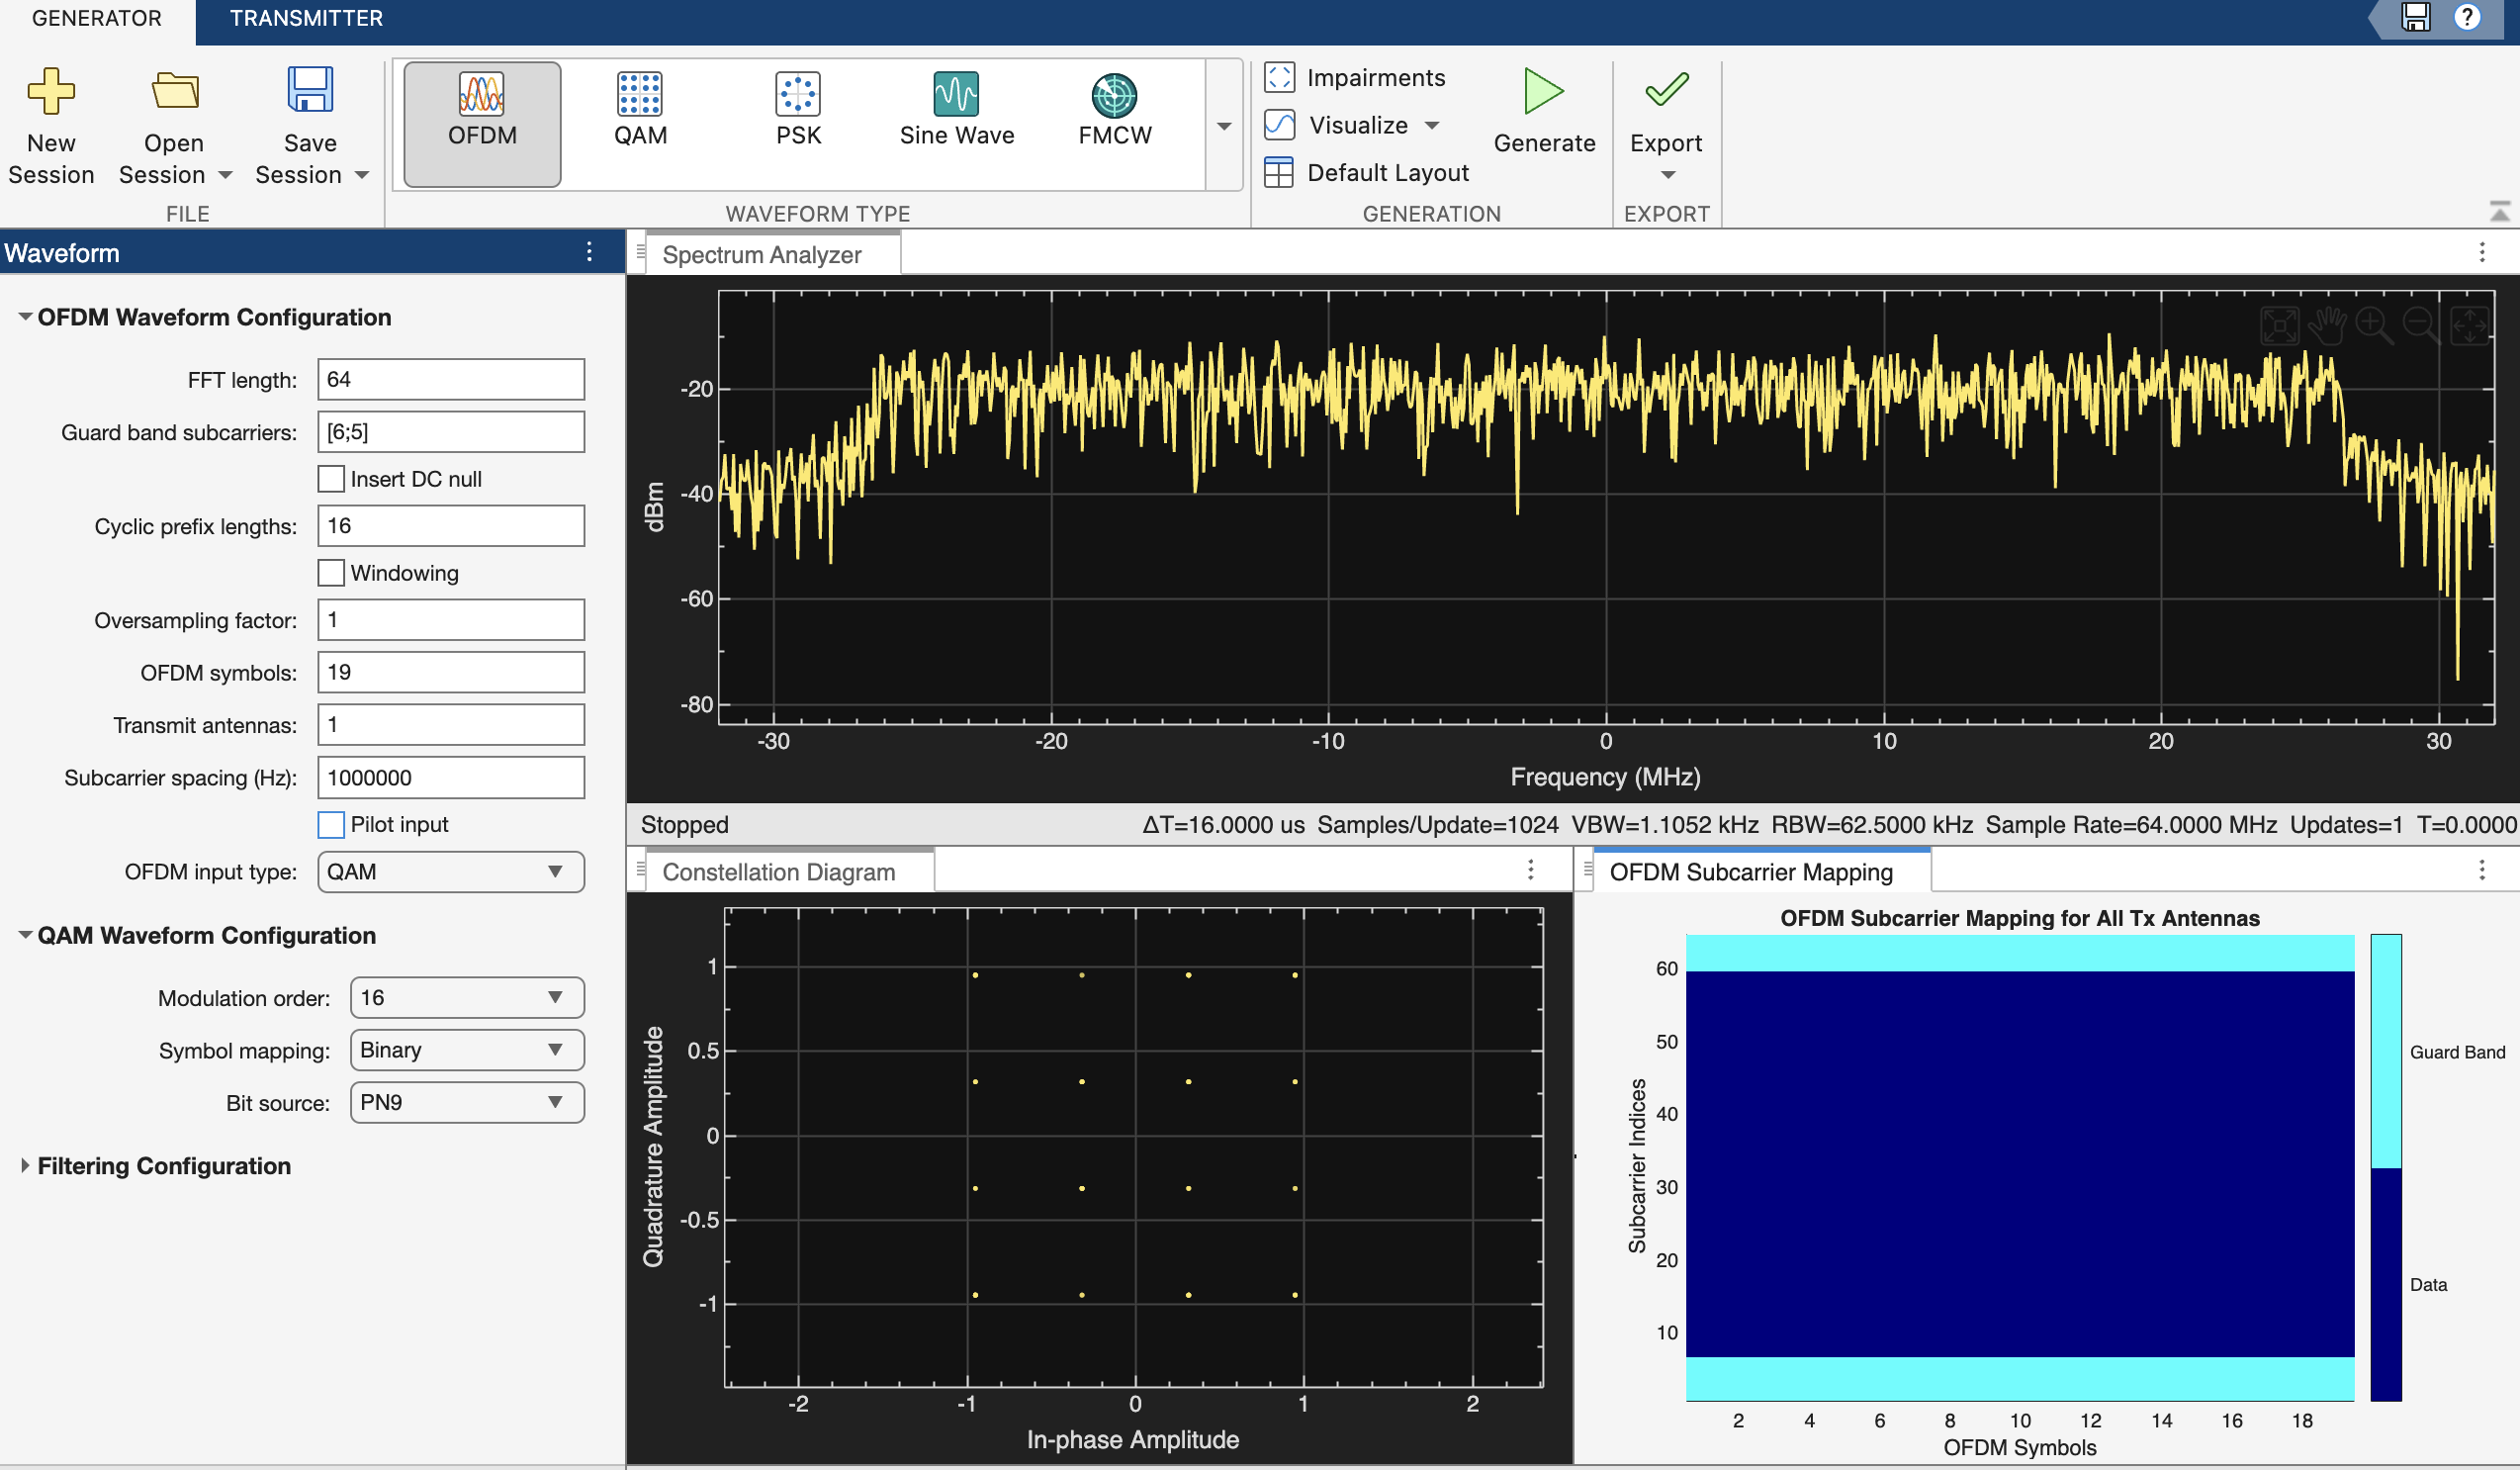 GENERATOR
TRANSMITTER
?
New Session
Open Session
Save Session
FILE
OFDM
QAM
PSK
Sine Wave
FMCW
WAVEFORM TYPE
Impairments
Visualize
Default Layout
Generate
GENERATION
Export
EXPORT
Waveform
OFDM Waveform Configuration
FFT length: 64
Guard band subcarriers: [6;5]
Insert DC null
Cyclic prefix lengths: 16
Windowing
Oversampling factor: 1
OFDM symbols: 19
Transmit antennas: 1
Subcarrier spacing (Hz): 1000000
Pilot input
OFDM input type: QAM
QAM Waveform Configuration
Modulation order: 16
Symbol mapping: Binary
Bit source: PN9
Filtering Configuration
Spectrum Analyzer
dBm
-20
-40
-60
-80
-30 -20 -10 0 10 20 30
Frequency (MHz)
Stopped
ΔT=16.0000 us Samples/Update=1024 VBW=1.1052 kHz RBW=62.5000 kHz Sample Rate=64.0000 MHz Updates=1 T=0.0000
Constellation Diagram
Quadrature Amplitude
1
0.5
0
-0.5
-1
-2 -1 0 1 2
In-phase Amplitude
OFDM Subcarrier Mapping
OFDM Subcarrier Mapping for All Tx Antennas
Subcarrier Indices
60
50
40
30
20
10
2 4 6 8 10 12 14 16 18
OFDM Symbols
Guard Band
Data